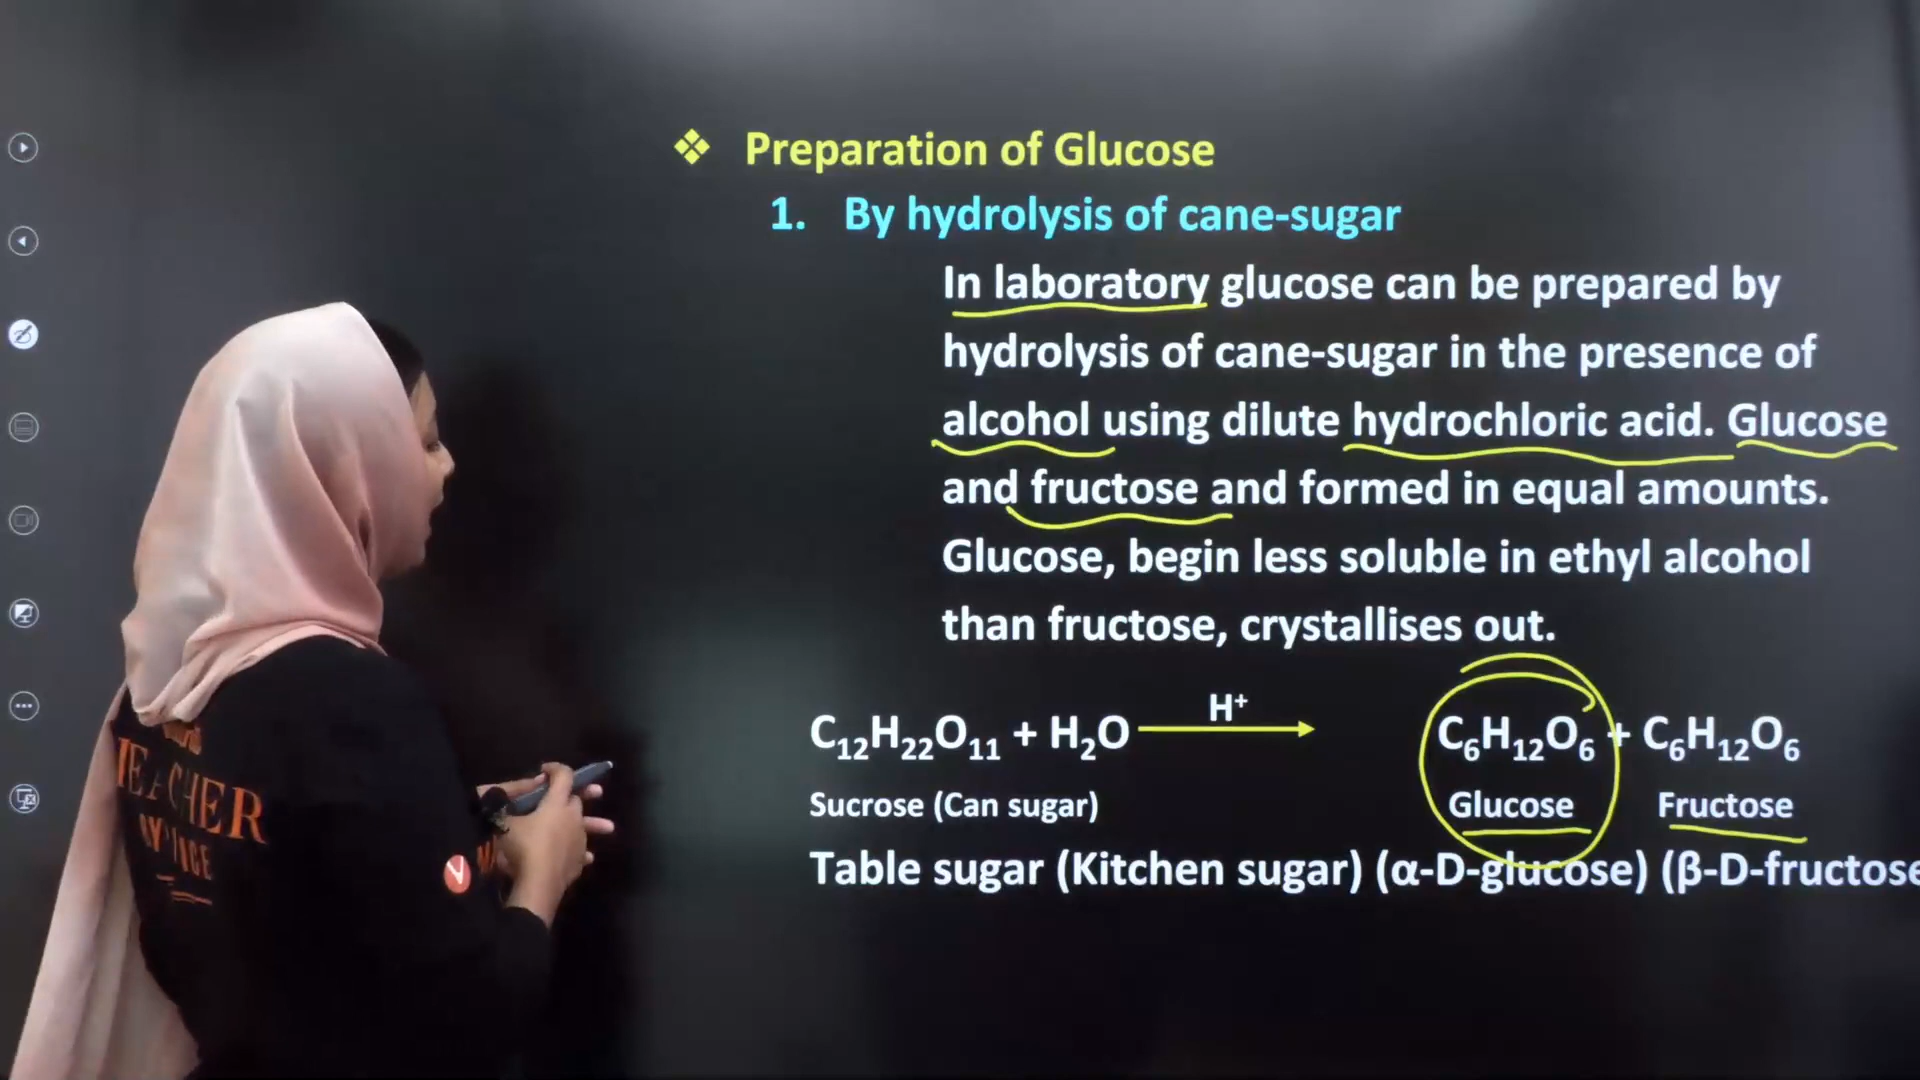 ❖ Preparation of Glucose
1. By hydrolysis of cane-sugar
In laboratory glucose can be prepared by
hydrolysis of cane-sugar in the presence of
alcohol using dilute hydrochloric acid. Glucose
and fructose and formed in equal amounts.
Glucose, begin less soluble in ethyl alcohol
than fructose, crystallises out.
C₁₂H₂₂O₁₁ + H₂O ⟶ H⁺ C₆H₁₂O₆ + C₆H₁₂O₆
Sucrose (Can sugar) Glucose Fructose
Table sugar (Kitchen sugar) (α-D-glucose) (β-D-fructose
TEACHER
V